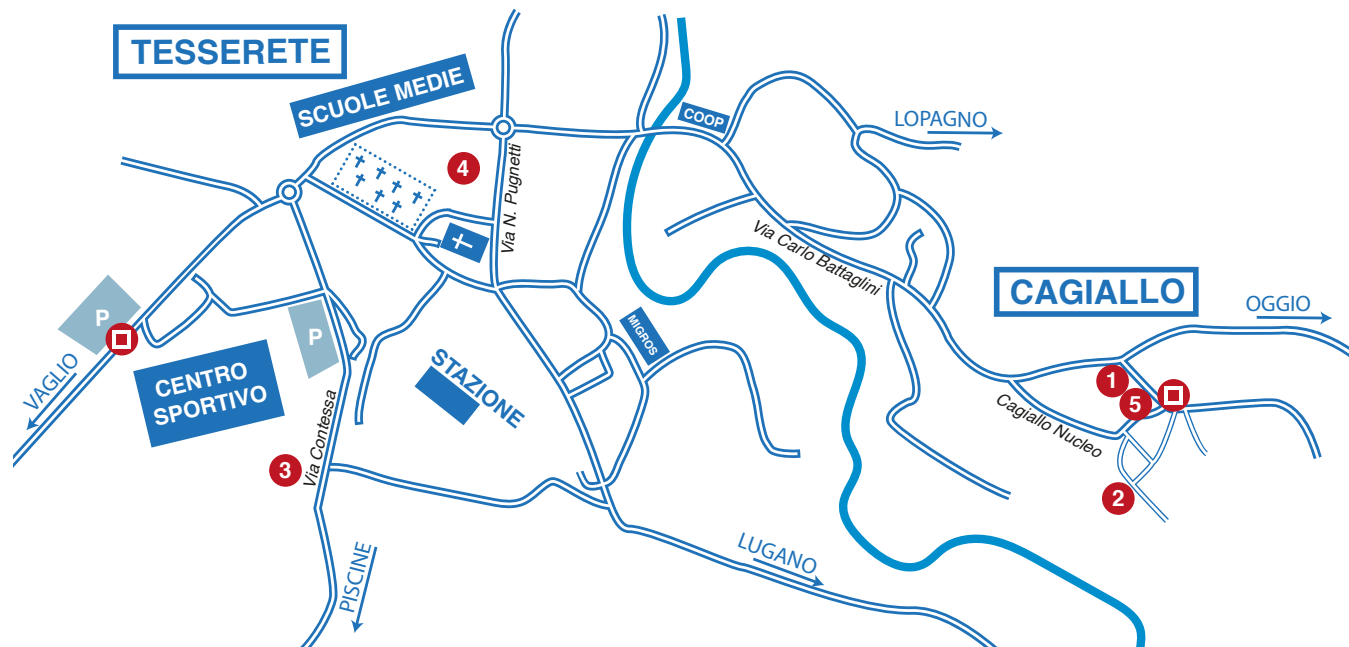 TESSERETE
SCUOLE MEDIE
COOP
LOPAGNO
4
Via N. Pugnetti
Via Carlo Battaglini
CAGIALLO
OGGIO
P
P
MIGROS
VAGLIO
CENTRO
SPORTIVO
STAZIONE
1
5
Cagiallo Nucleo
Via Contessa
3
2
LUGANO
PISCINE